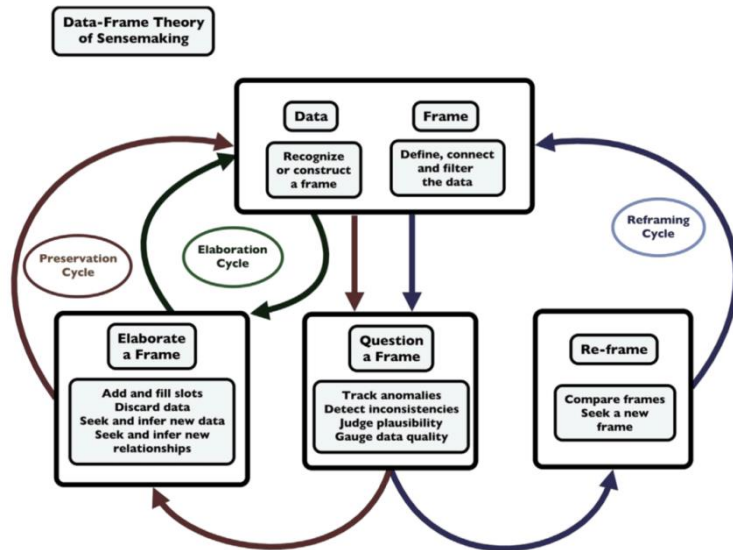 Data-Frame Theory
of Sensemaking
Data
Frame
Recognize
or construct
a frame
Define, connect
and filter
the data
Preservation
Cycle
Elaboration
Cycle
Reframing
Cycle
Elaborate
a Frame
Add and fill slots
Discard data
Seek and infer new data
Seek and infer new
relationships
Question
a Frame
Track anomalies
Detect inconsistencies
Judge plausibility
Gauge data quality
Re-frame
Compare frames
Seek a new
frame